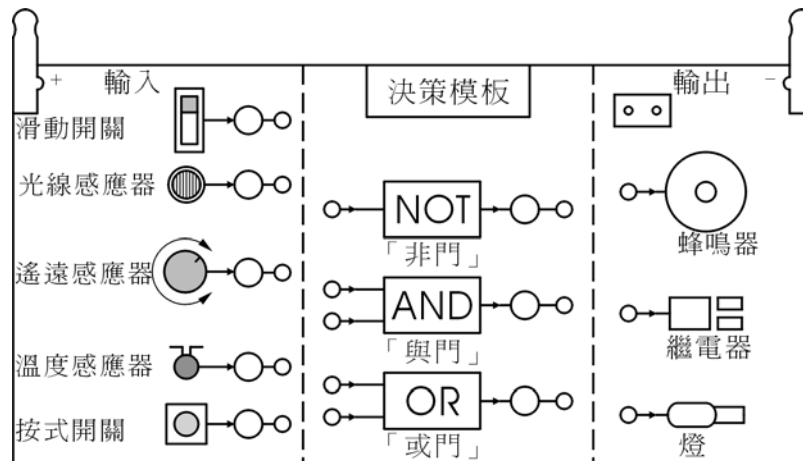 + 輸入
滑動開關
光線感應器
遙遠感應器
溫度感應器
按式開關
決策模板
NOT
「非門」
AND
「與門」
OR
「或門」
輸出 -
蜂鳴器
繼電器
燈